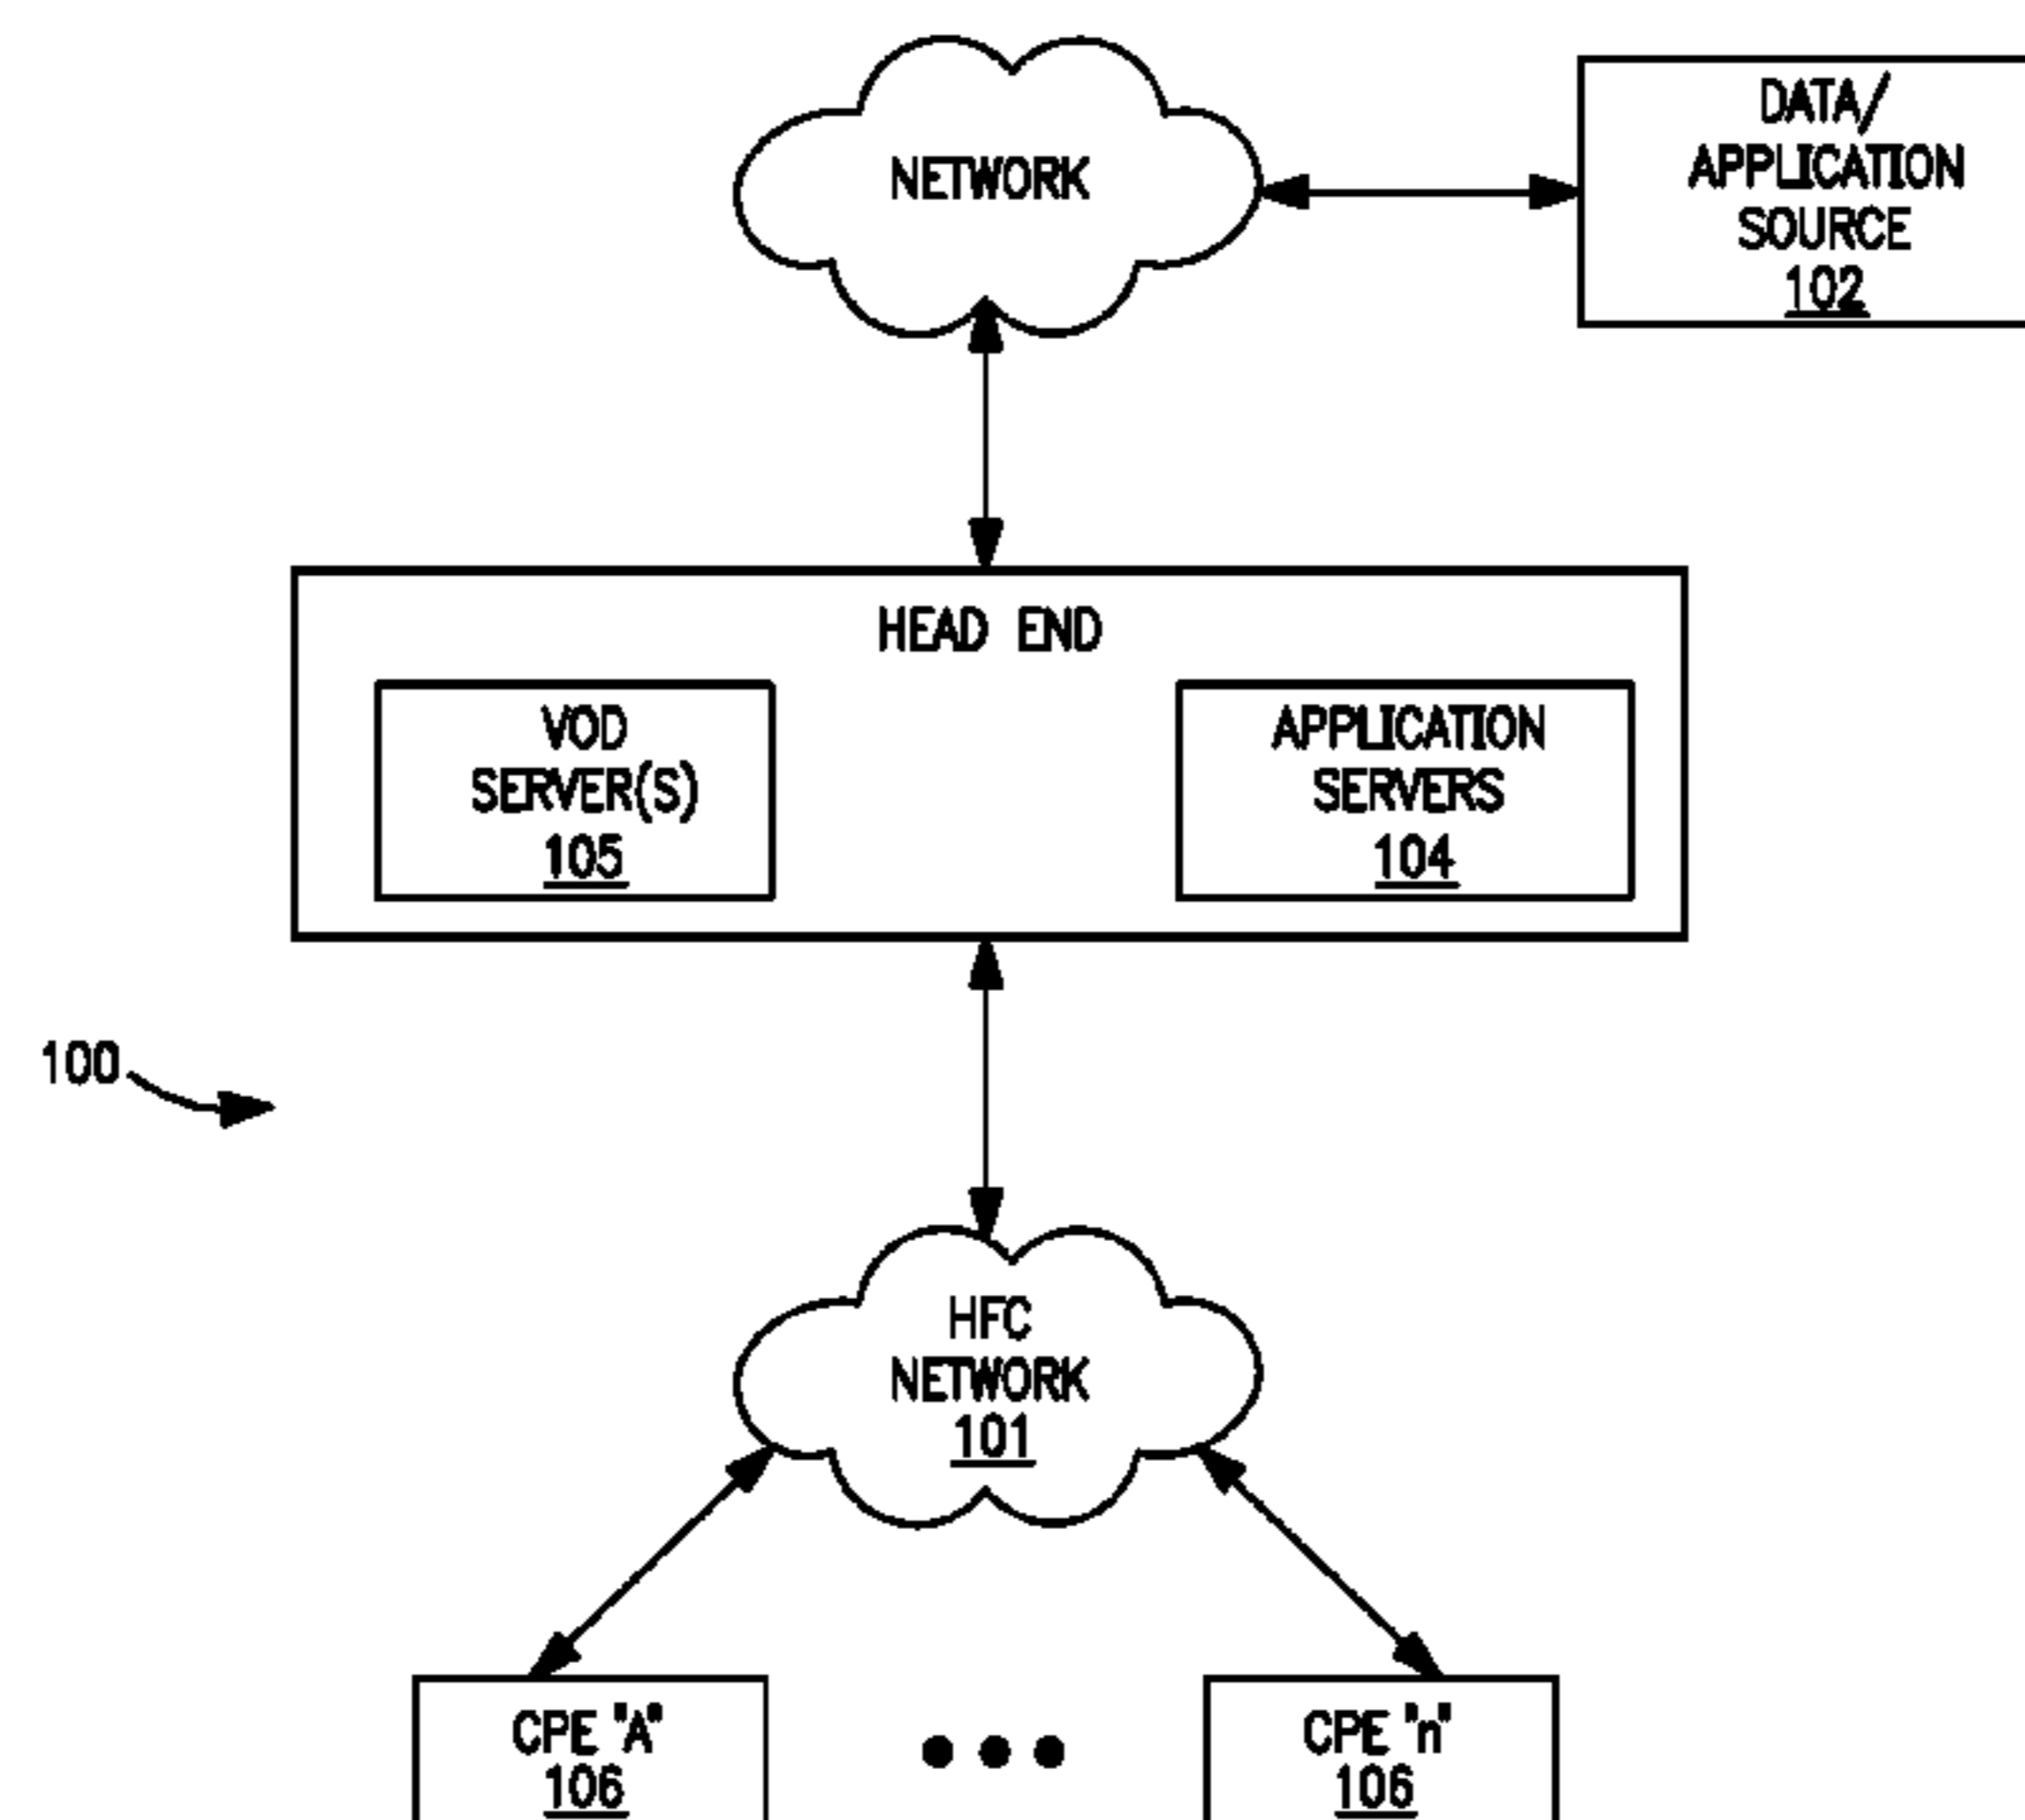 NETWORK
DATA/
APPLICATION
SOURCE
102
HEAD END
VOD
SERVER(S)
105
APPLICATION
SERVERS
104
100
HFC
NETWORK
101
CPE "A"
106
CPE "n"
106